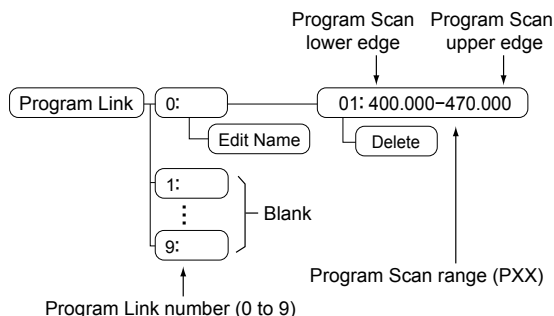 Program Scan
lower edge
Program Scan
upper edge
Program Link
0:
01: 400.000–470.000
Edit Name
Delete
1:
⋮
Blank
9:
Program Scan range (PXX)
Program Link number (0 to 9)